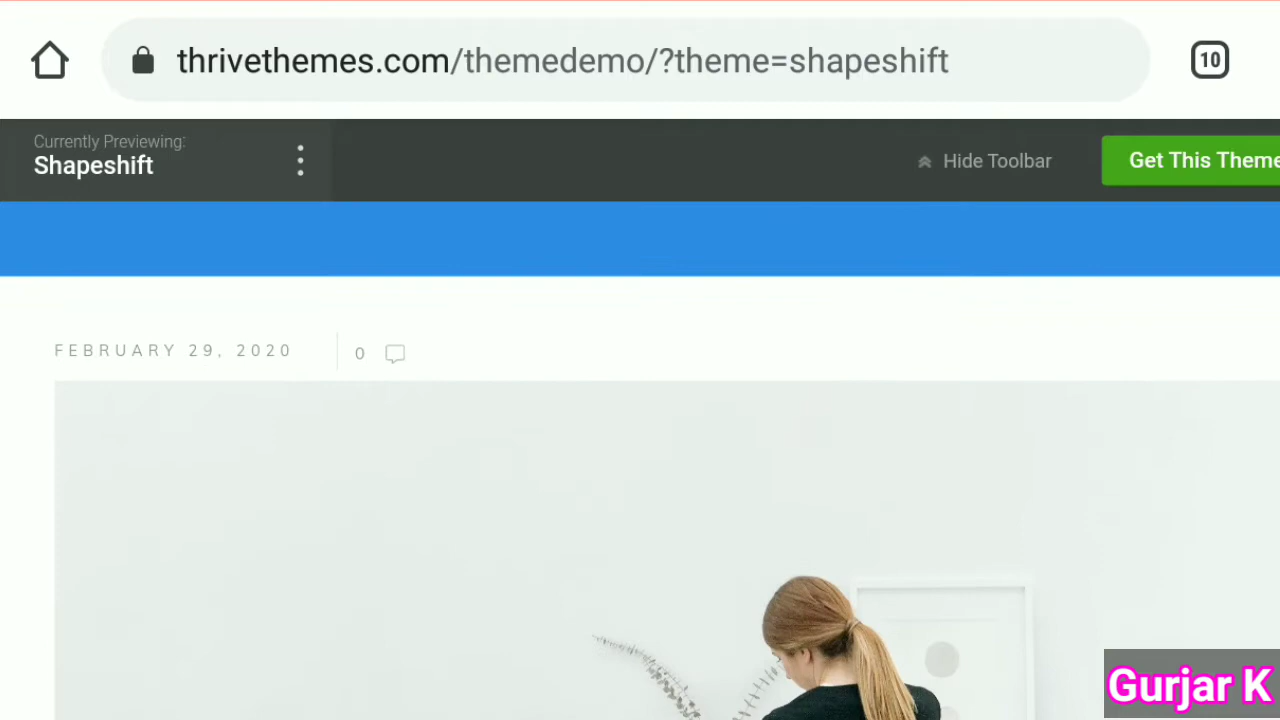 thrivethemes.com/themedemo/?theme=shapeshift
10
Currently Previewing:
Shapeshift
Hide Toolbar
Get This Theme
FEBRUARY 29, 2020
0
Gurjar K